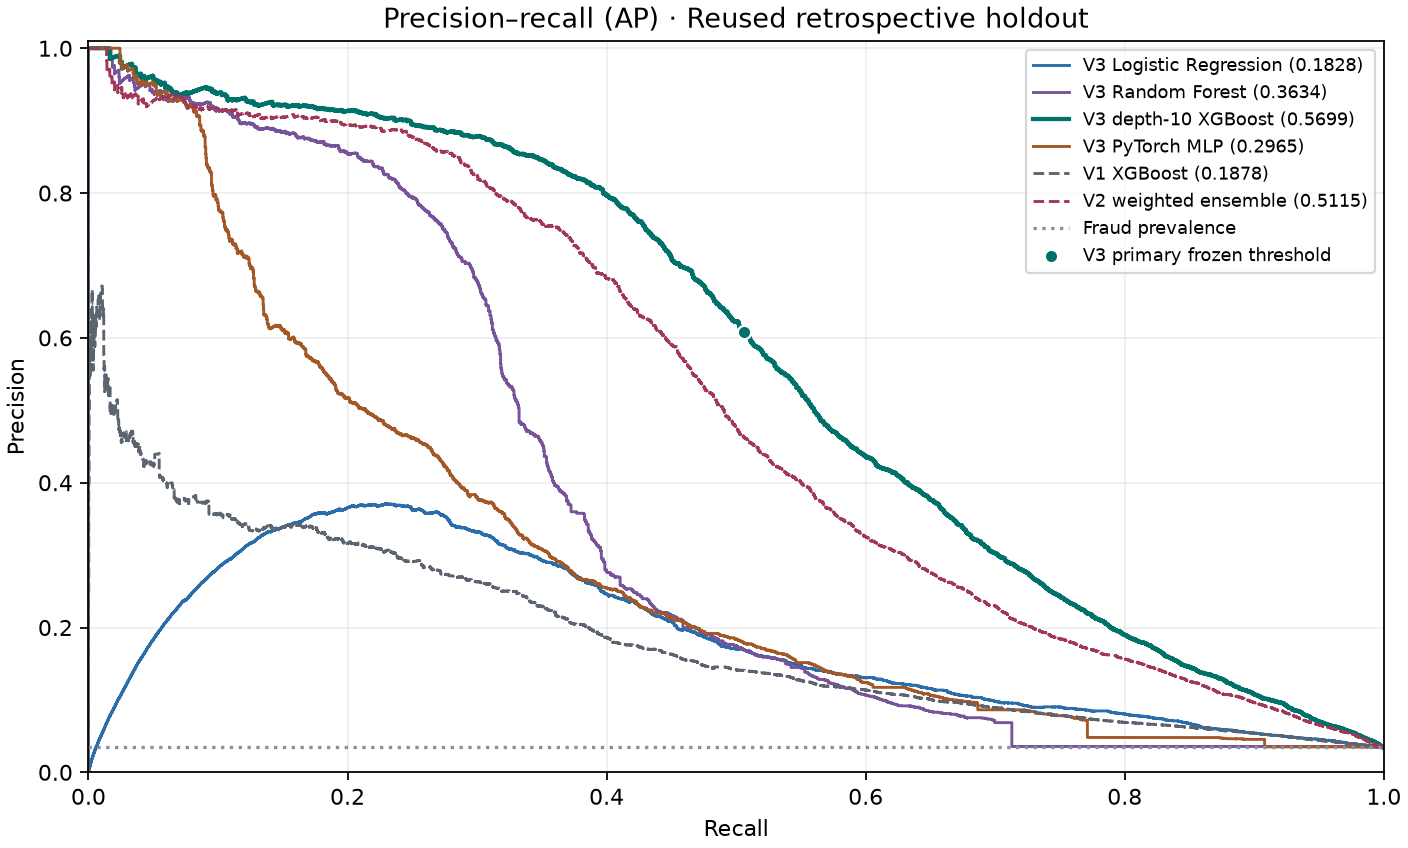 Precision–recall (AP) · Reused retrospective holdout
V3 Logistic Regression (0.1828)
V3 Random Forest (0.3634)
V3 depth-10 XGBoost (0.5699)
V3 PyTorch MLP (0.2965)
V1 XGBoost (0.1878)
V2 weighted ensemble (0.5115)
Fraud prevalence
V3 primary frozen threshold
Precision
1.0
0.8
0.6
0.4
0.2
0.0
0.0 0.2 0.4 0.6 0.8 1.0
Recall